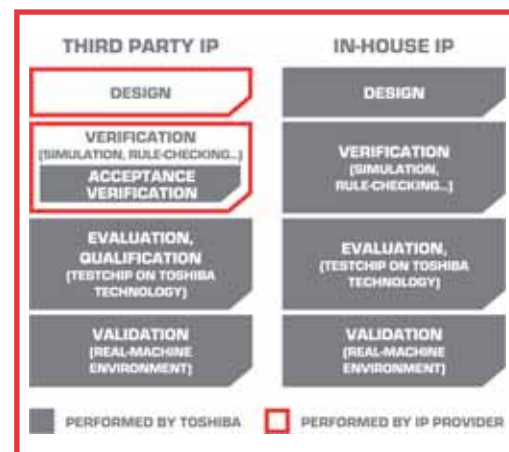 THIRD PARTY IP
DESIGN
VERIFICATION
(SIMULATION, RULE-CHECKING...)
ACCEPTANCE
VERIFICATION
EVALUATION,
QUALIFICATION
(TESTCHIP ON TOSHIBA
TECHNOLOGY)
VALIDATION
(REAL-MACHINE
ENVIRONMENT)
IN-HOUSE IP
DESIGN
VERIFICATION
(SIMULATION,
RULE-CHECKING...)
EVALUATION,
(TESTCHIP ON TOSHIBA
TECHNOLOGY)
VALIDATION
(REAL-MACHINE
ENVIRONMENT)
PERFORMED BY TOSHIBA
PERFORMED BY IP PROVIDER